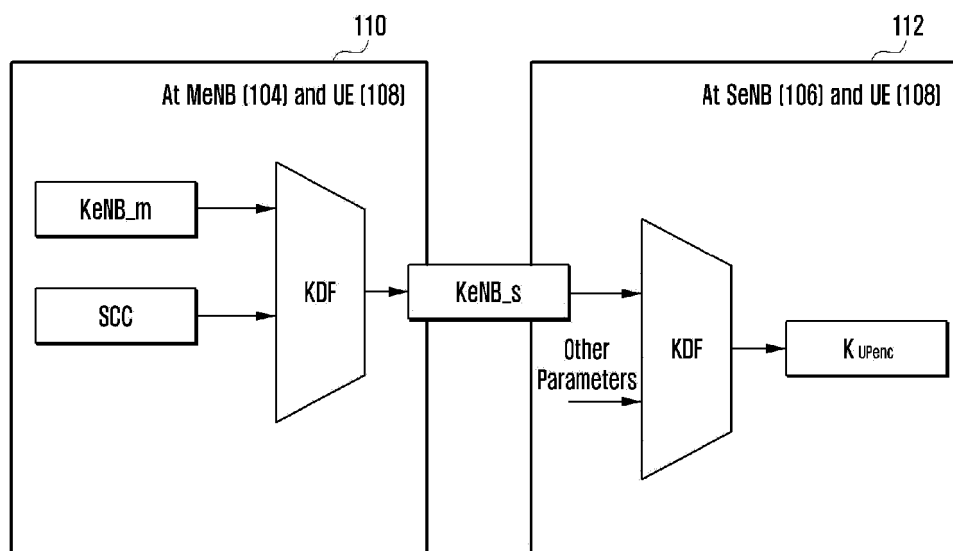 110
112
At MeNB (104) and UE (108)
At SeNB (106) and UE (108)
KeNB_m
SCC
KDF
KeNB_s
Other
Parameters
KDF
K UPenc